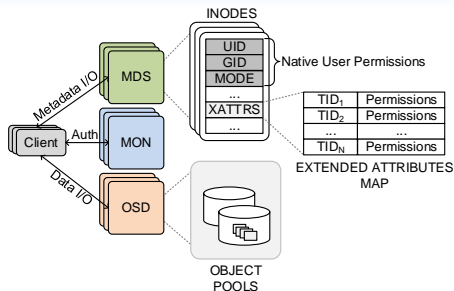 INODES
UID
GID
MODE
...
XATTRS
...
Native User Permissions
TID1 Permissions
TID2 Permissions
... ...
TIDN Permissions
EXTENDED ATTRIBUTES
MAP
MDS
MON
OSD
Client
Metadata I/O
Auth
Data I/O
OBJECT
POOLS